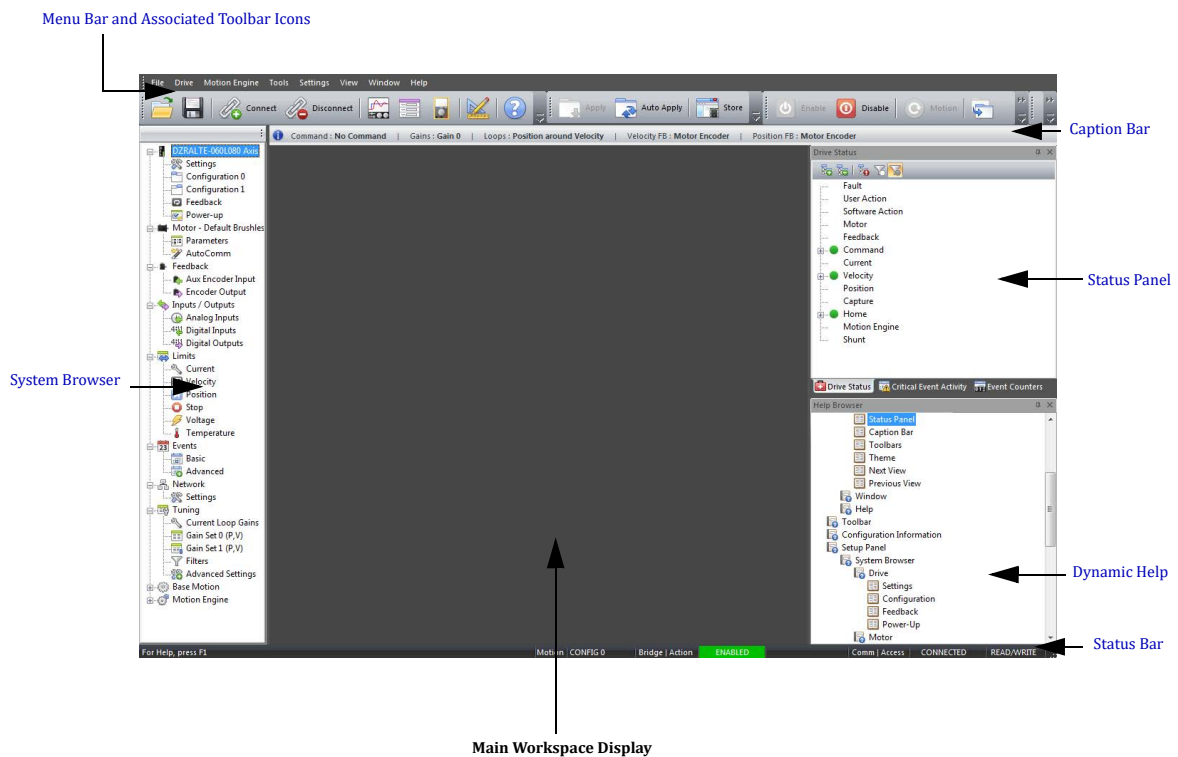 Menu Bar and Associated Toolbar Icons
File Drive Motion Engine Tools Settings View Window Help
Connect Disconnect Apply Auto Apply Store Enable Disable Motion
Command : No Command | Gains : Gain 0 | Loops : Position around Velocity | Velocity FB : Motor Encoder | Position FB : Motor Encoder
Caption Bar
DZRALTE-060L080 Axis
Settings
Configuration 0
Configuration 1
Feedback
Power-up
Motor - Default Brushles
Parameters
AutoComm
Feedback
Aux Encoder Input
Encoder Output
Inputs / Outputs
Analog Inputs
Digital Inputs
Digital Outputs
Limits
Current
Velocity
Position
Stop
Voltage
Temperature
Events
Basic
Advanced
Network
Settings
Tuning
Current Loop Gains
Gain Set 0 (P,V)
Gain Set 1 (P,V)
Filters
Advanced Settings
Base Motion
Motion Engine
System Browser
Drive Status
Fault
User Action
Software Action
Motor
Feedback
Command
Current
Velocity
Position
Capture
Home
Motion Engine
Shunt
Status Panel
Drive Status Critical Event Activity Event Counters
Help Browser
Status Panel
Caption Bar
Toolbars
Theme
Next View
Previous View
Window
Help
Toolbar
Configuration Information
Setup Panel
System Browser
Drive
Settings
Configuration
Feedback
Power-Up
Motor
Dynamic Help
For Help, press F1 Motion | CONFIG 0 Bridge | Action ENABLED Comm | Access CONNECTED READ/WRITE
Status Bar
Main Workspace Display